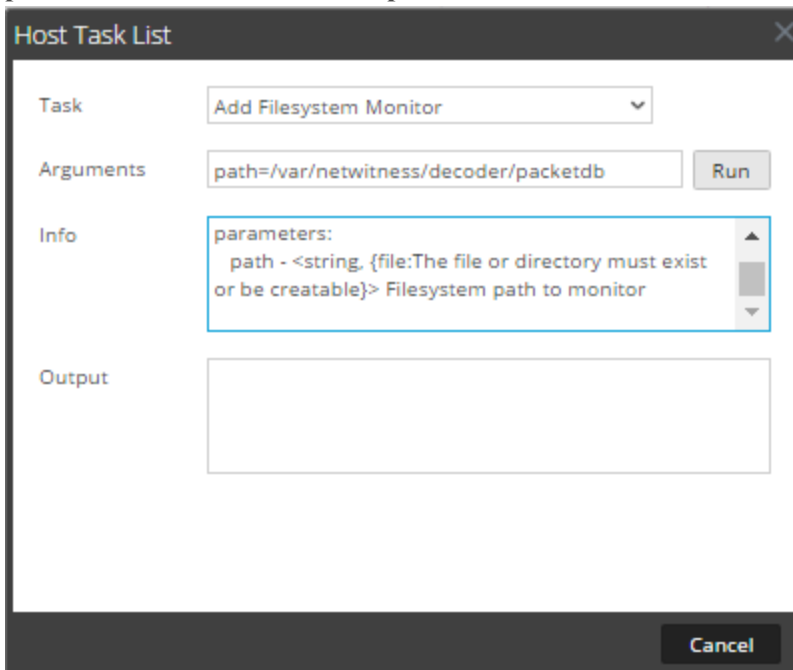 Host Task List
Task
Add Filesystem Monitor
Arguments
path=/var/netwitness/decoder/packetdb
Run
Info
parameters:
path - <string, {file:The file or directory must exist
or be creatable}> Filesystem path to monitor
Output
Cancel